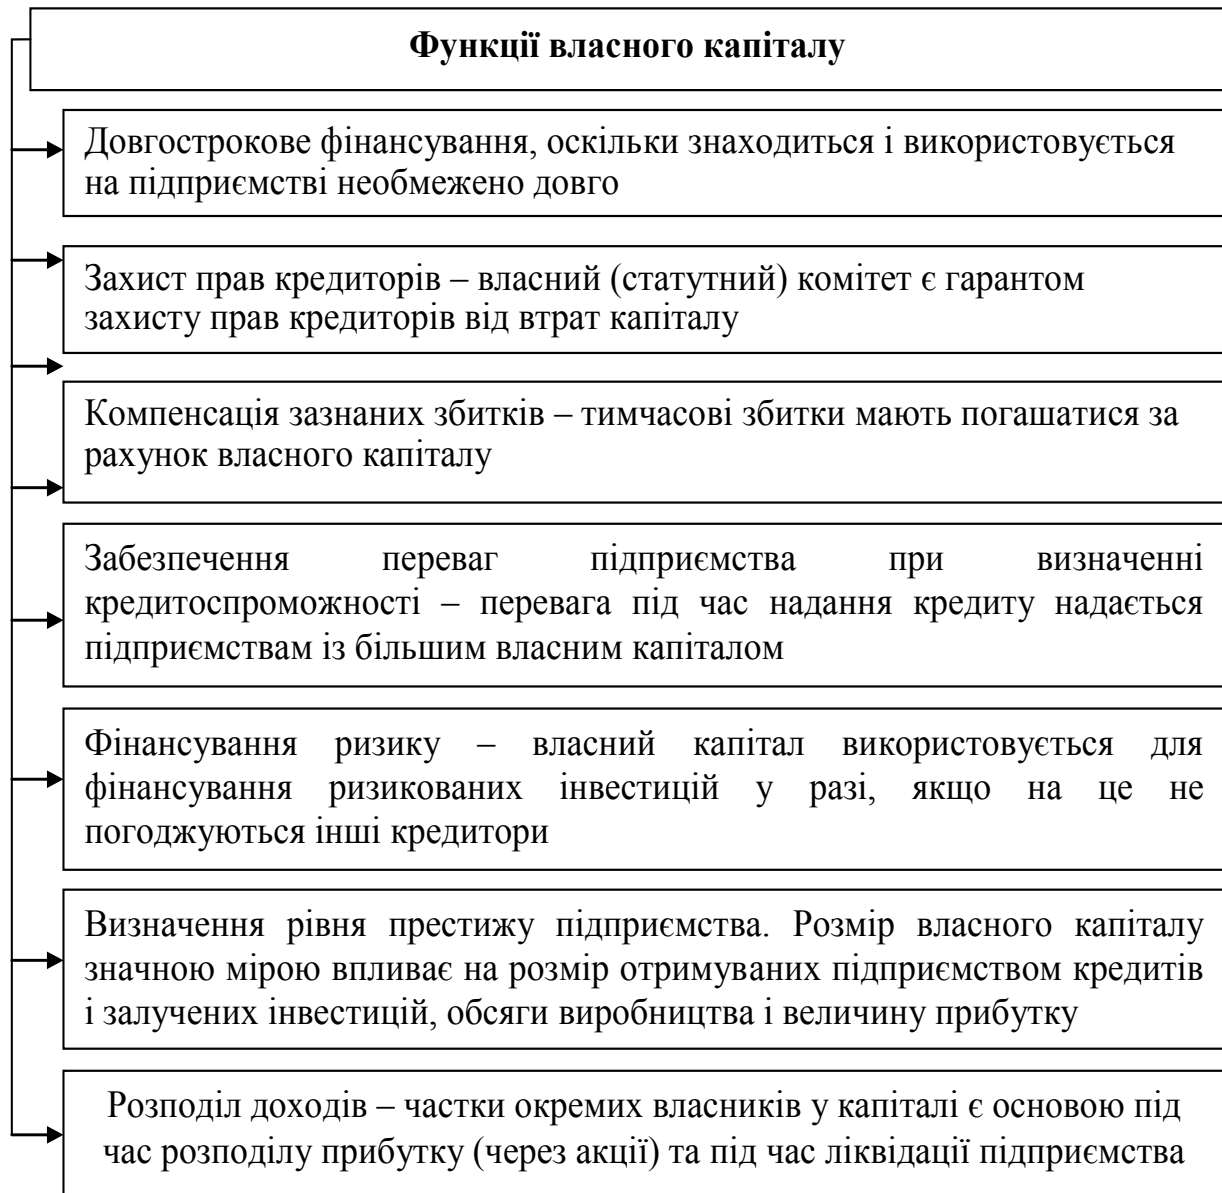 Функції власного капіталу
Довгострокове фінансування, оскільки знаходиться і використовується
на підприємстві необмежено довго
Захист прав кредиторів – власний (статутний) комітет є гарантом
захисту прав кредиторів від втрат капіталу
Компенсація зазнаних збитків – тимчасові збитки мають погашатися за
рахунок власного капіталу
Забезпечення переваг підприємства при визначенні
кредитоспроможності – перевага під час надання кредиту надається
підприємствам із більшим власним капіталом
Фінансування ризику – власний капітал використовується для
фінансування ризикованих інвестицій у разі, якщо на це не
погоджуються інші кредитори
Визначення рівня престижу підприємства. Розмір власного капіталу
значною мірою впливає на розмір отримуваних підприємством кредитів
і залучених інвестицій, обсяги виробництва і величину прибутку
Розподіл доходів – частки окремих власників у капіталі є основою під
час розподілу прибутку (через акції) та під час ліквідації підприємства